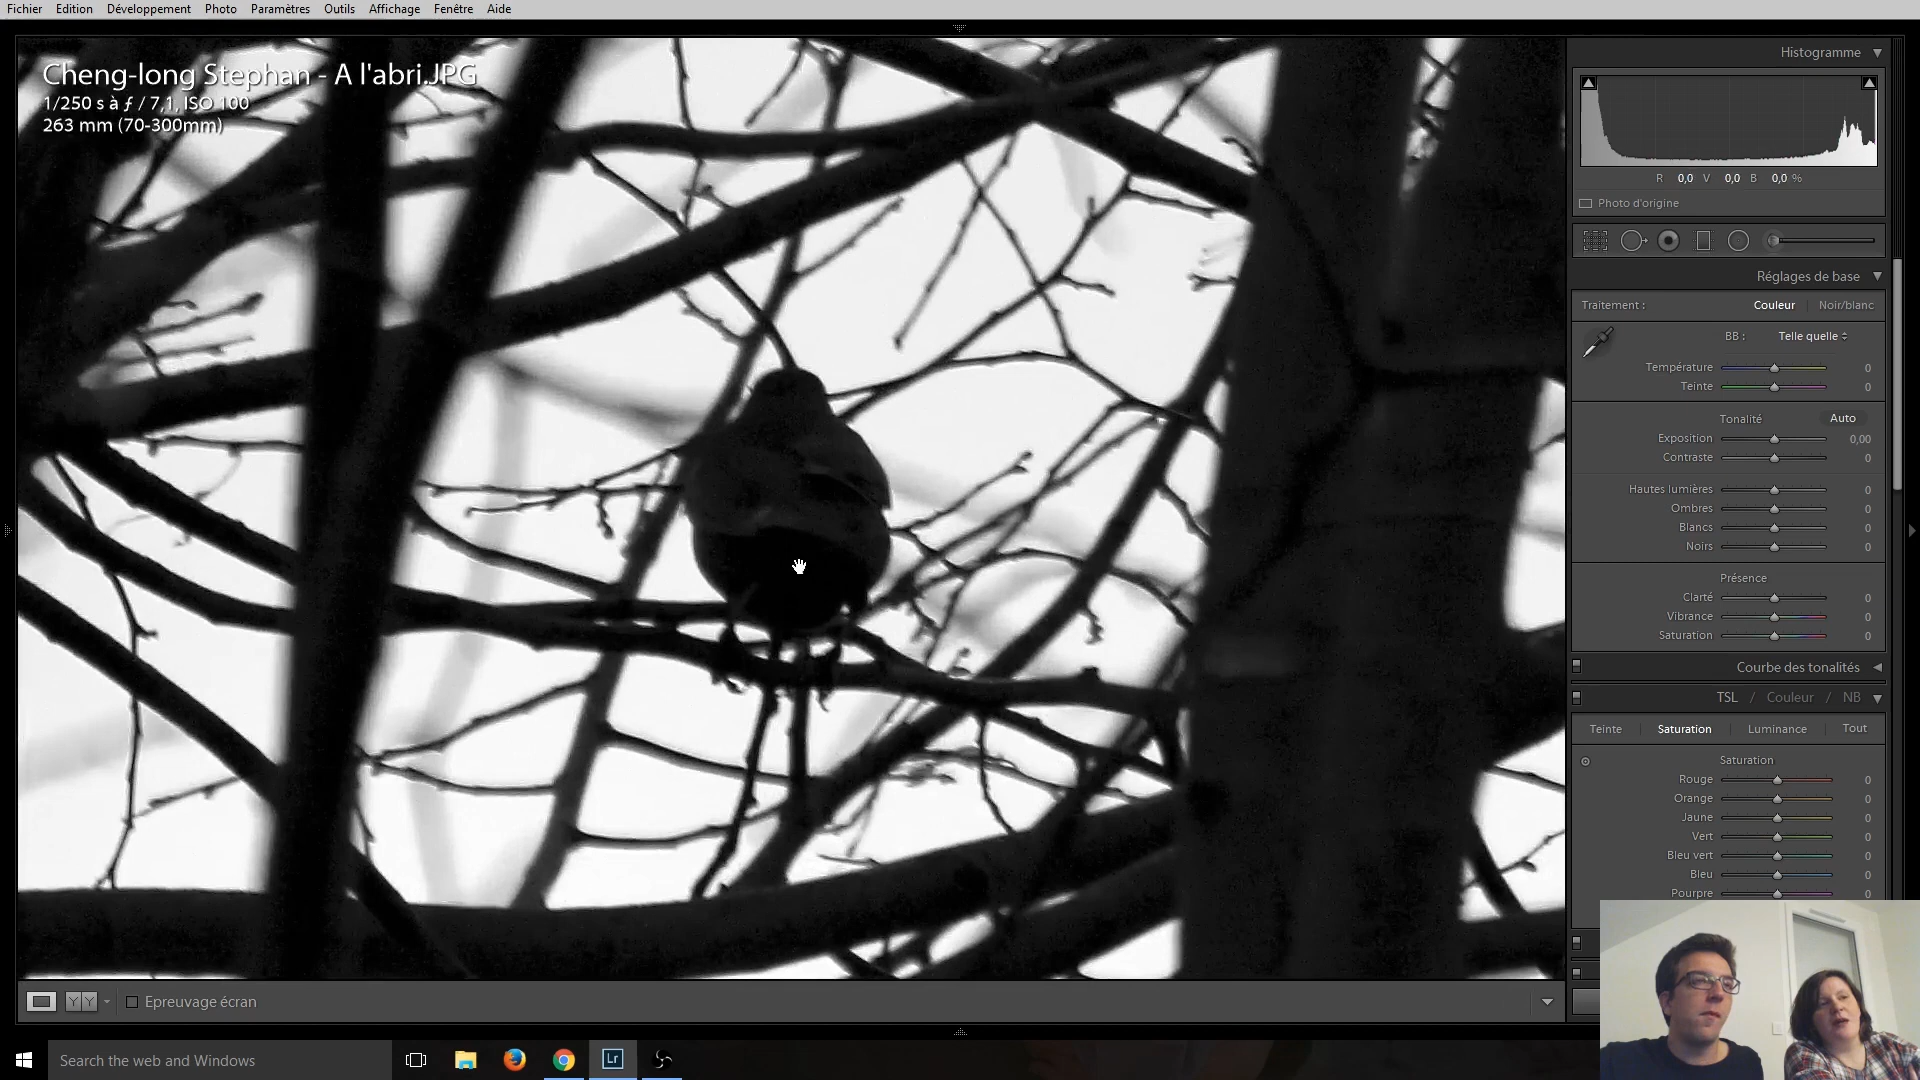 Fichier Edition Développement Photo Paramètres Outils Affichage Fenêtre Aide
Cheng-long Stephan - A l'abri.JPG
1/250 s à ƒ / 7,1, ISO 100
263 mm (70-300mm)
Histogramme
R 0,0 V 0,0 B 0,0 %
Photo d'origine
Réglages de base
Traitement : Couleur Noir/blanc
BB : Telle quelle
Température 0
Teinte 0
Tonalité Auto
Exposition 0,00
Contraste 0
Hautes lumières 0
Ombres 0
Blancs 0
Noirs 0
Présence
Clarté 0
Vibrance 0
Saturation 0
Courbe des tonalités
TSL / Couleur / NB
Teinte Saturation Luminance Tout
Saturation
Rouge 0
Orange 0
Jaune 0
Vert 0
Bleu vert 0
Bleu 0
Pourpre 0
Y Y Epreuvage écran
Search the web and Windows
Lr